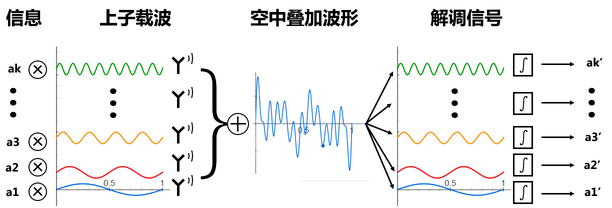 信息 上子载波 空中叠加波形 解调信号
ak ∫ ak’
∫
a3 ∫ a3’
a2 ∫ a2’
a1 ∫ a1’
0.5 1
0.5 1
0.5 1